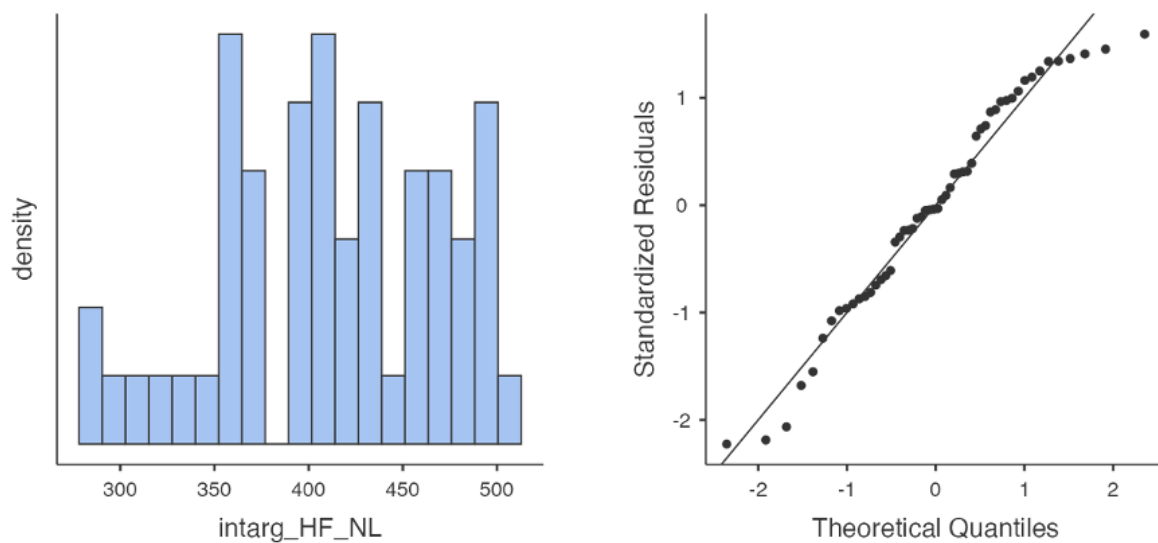 density
300 350 400 450 500
intarg_HF_NL
Standardized Residuals
1
0
-1
-2
-2 -1 0 1 2
Theoretical Quantiles